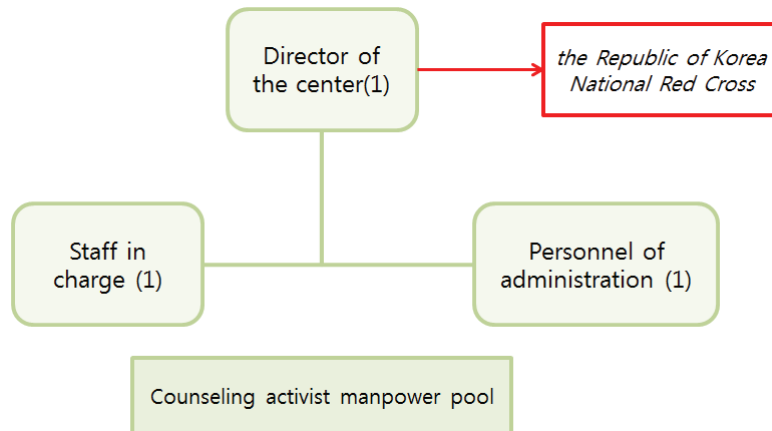 Director of
the center(1)
the Republic of Korea
National Red Cross
Staff in
charge (1)
Personnel of
administration (1)
Counseling activist manpower pool